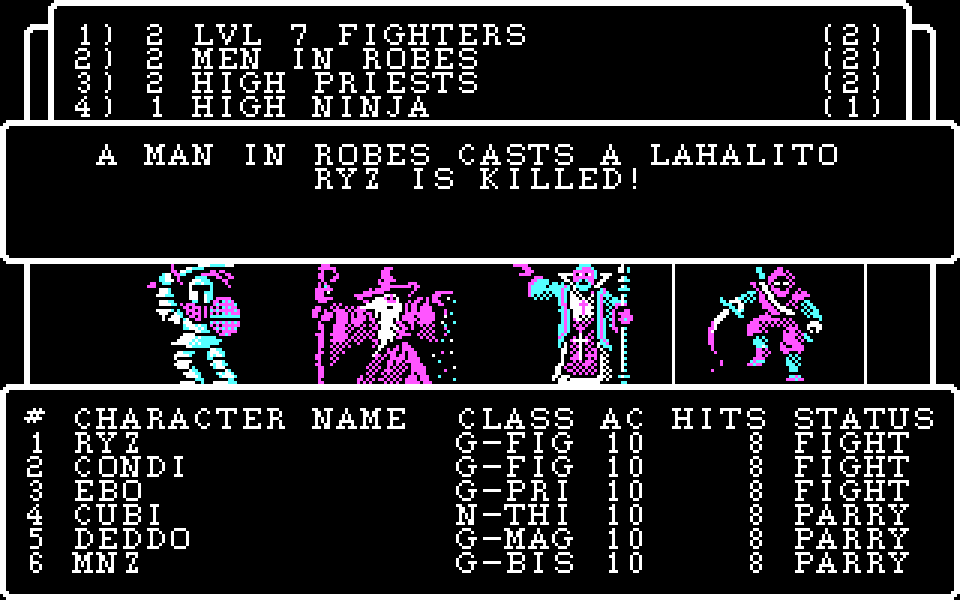 1) 2 LVL 7 FIGHTERS (2)
2) 2 MEN IN ROBES (2)
3) 2 HIGH PRIESTS (2)
4) 1 HIGH NINJA (1)
A MAN IN ROBES CASTS A LAHALITO
RYZ IS KILLED!
# CHARACTER NAME CLASS AC HITS STATUS
1 RYZ G-FIG 10 8 FIGHT
2 CONDI G-FIG 10 8 FIGHT
3 EBO G-PRI 10 8 FIGHT
4 CUBI N-THI 10 8 PARRY
5 DEDDO G-MAG 10 8 PARRY
6 MNZ G-BIS 10 8 PARRY